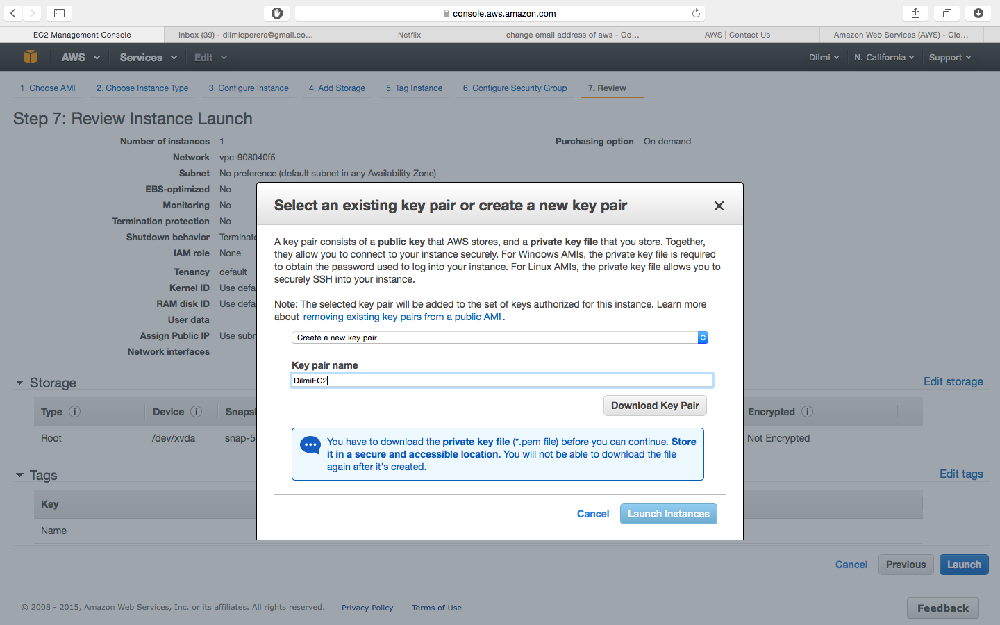 console.aws.amazon.com
EC2 Management Console
Inbox (39) - dilmicperera@gmail.co...
Netflix
change email address of aws - Go...
AWS | Contact Us
Amazon Web Services (AWS) - Clo...
AWS
Services
Edit
Dilmi
N. California
Support
1. Choose AMI
2. Choose Instance Type
3. Configure Instance
4. Add Storage
5. Tag Instance
6. Configure Security Group
7. Review
Step 7: Review Instance Launch
Number of instances 1
Purchasing option On demand
Network vpc-908040f5
Subnet No preference (default subnet in any Availability Zone)
EBS-optimized No
Monitoring No
Termination protection No
Shutdown behavior Terminate
IAM role None
Tenancy default
Kernel ID Use defa
RAM disk ID Use defa
User data
Assign Public IP Use subn
Network interfaces
Select an existing key pair or create a new key pair
A key pair consists of a public key that AWS stores, and a private key file that you store. Together,
they allow you to connect to your instance securely. For Windows AMIs, the private key file is required
to obtain the password used to log into your instance. For Linux AMIs, the private key file allows you to
securely SSH into your instance.
Note: The selected key pair will be added to the set of keys authorized for this instance. Learn more
about removing existing key pairs from a public AMI .
Create a new key pair
Key pair name
DilmiEC2
Download Key Pair
You have to download the private key file (*.pem file) before you can continue. Store
it in a secure and accessible location. You will not be able to download the file
again after it's created.
Cancel
Launch Instances
Storage
Edit storage
Type
Device
Snapsl
Encrypted
Root
/dev/xvda
snap-5
Not Encrypted
Tags
Edit tags
Key
Name
Cancel
Previous
Launch
© 2008 - 2015, Amazon Web Services, Inc. or its affiliates. All rights reserved.
Privacy Policy
Terms of Use
Feedback